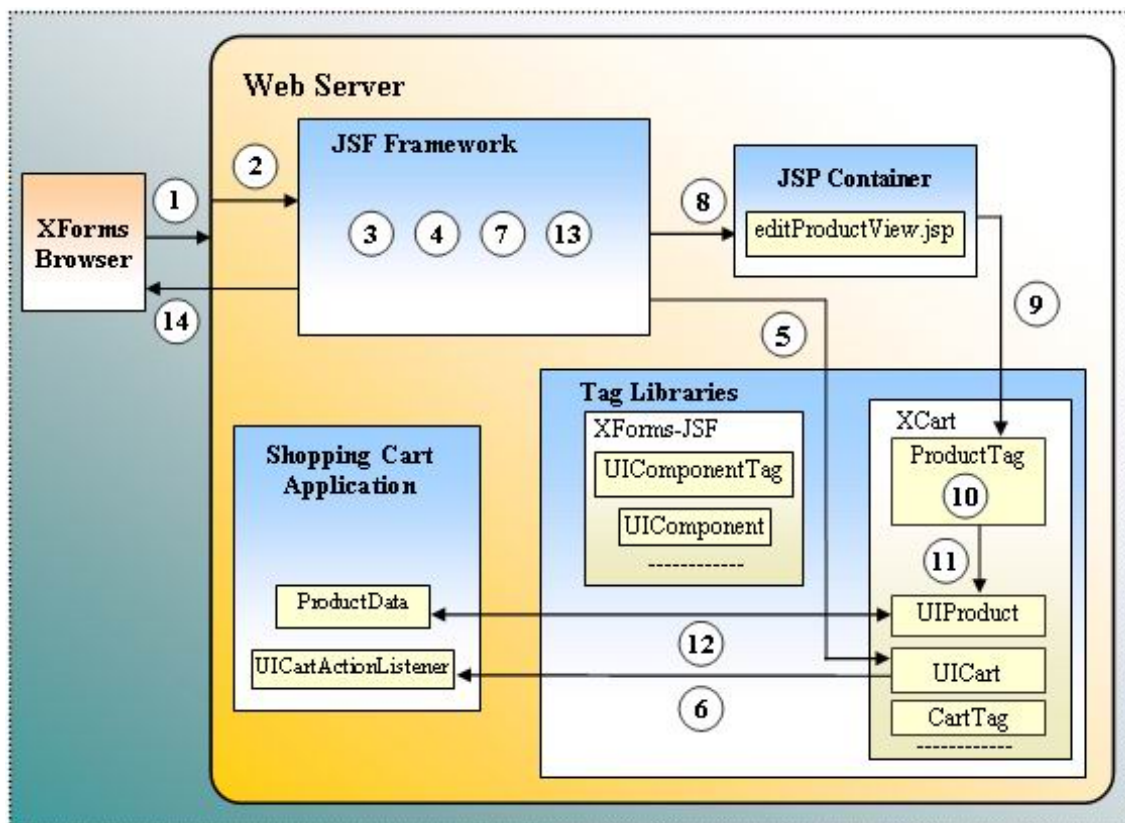 Web Server
JSF Framework
2
1
XForms
Browser
3 4 7 13
14
8
JSP Container
editProductView.jsp
9
5
Tag Libraries
XForms-JSF
UIComponentTag
UIComponent
------------
XCart
ProductTag
10
11
UIProduct
UICart
CartTag
------------
Shopping Cart
Application
ProductData
UICartActionListener
12
6